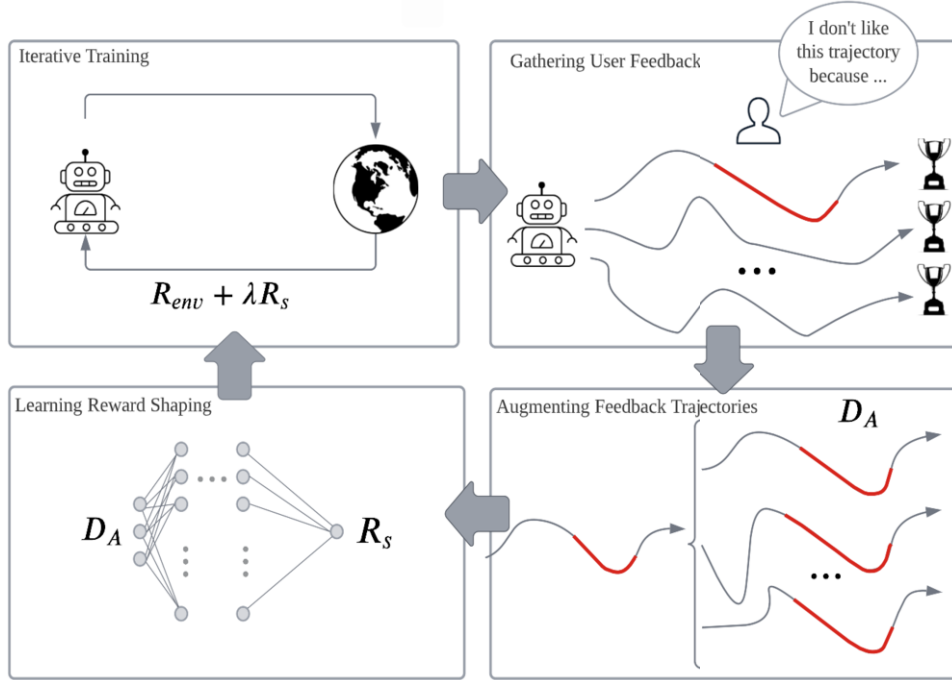 Iterative Training
R_env + λR_s
Gathering User Feedback
I don't like
this trajectory
because ...
Learning Reward Shaping
D_A
R_s
Augmenting Feedback Trajectories
D_A